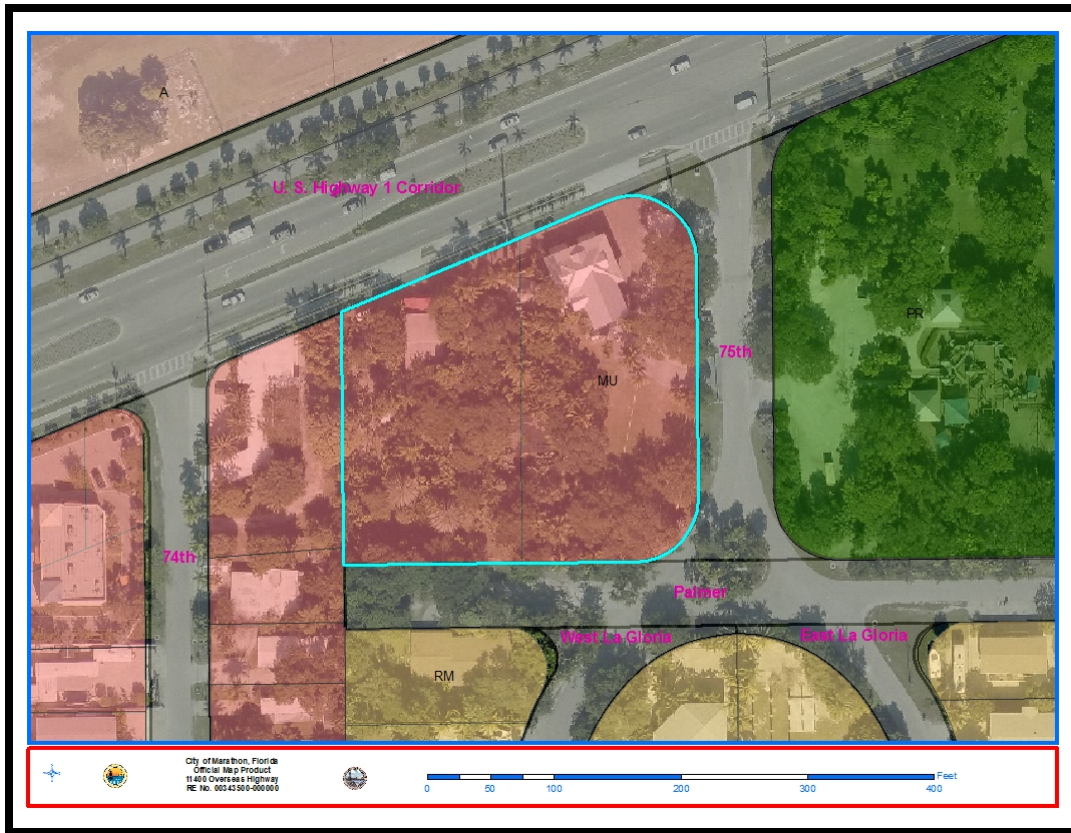 A
U. S. Highway 1 Corridor
PR
75th
MU
74th
Palmer
West La Gloria
East La Gloria
RM
City of Marathon, Florida
Official Map Product
11400 Overseas Highway
RE No. 00343500-000000
Feet
0 50 100 200 300 400